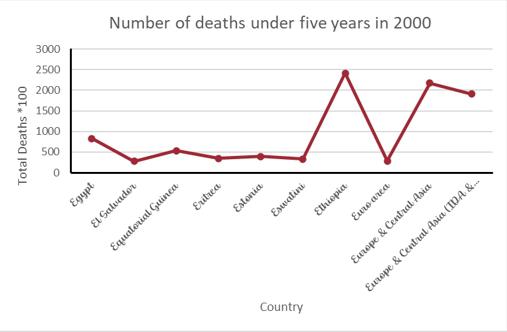 Number of deaths under five years in 2000
Total Deaths *100
3000
2500
2000
1500
1000
500
0
Egypt
El Salvador
Equatorial Guinea
Eritrea
Estonia
Eswatini
Ethiopia
Euro area
Europe & Central Asia
Europe & Central Asia (IDA &...
Country